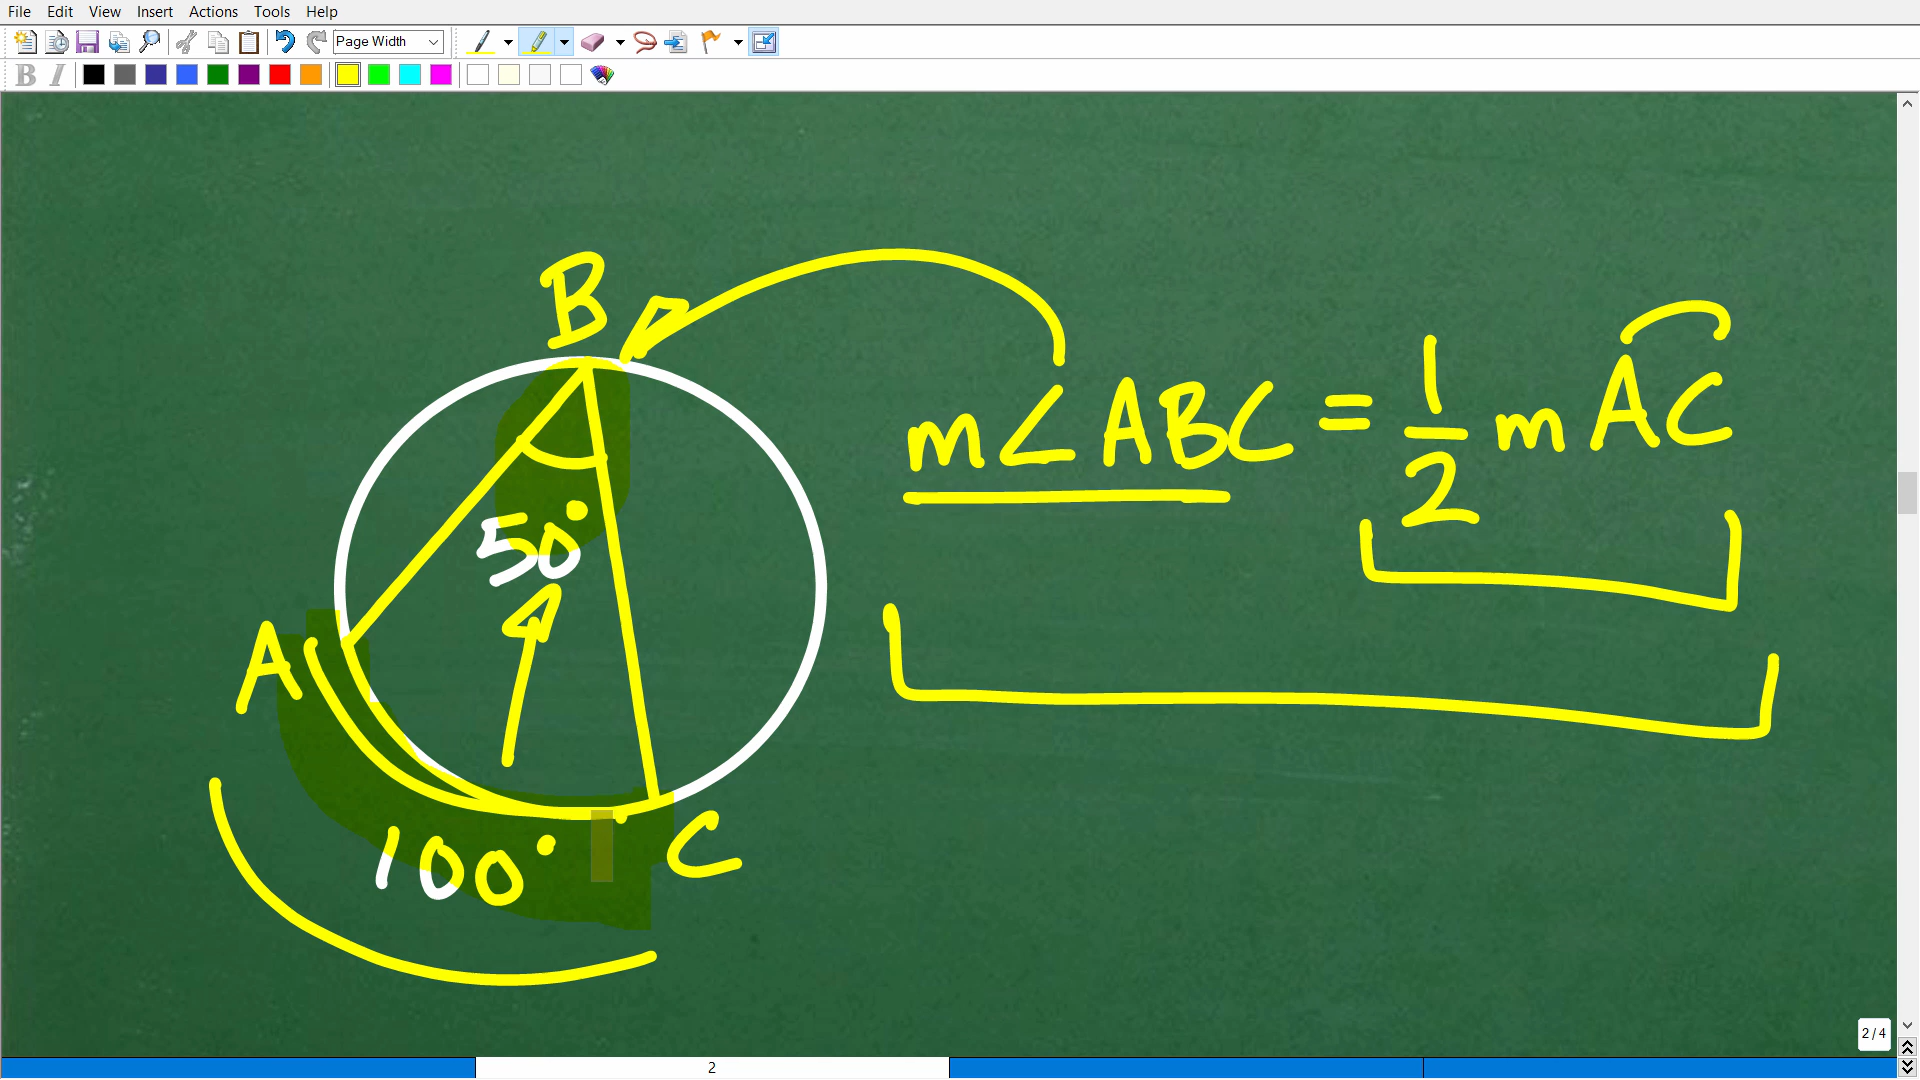 File Edit View Insert Actions Tools Help
Page Width
B I
B
m∠ABC = 1/2 mAC
50°
A
100°
C
2 / 4
2